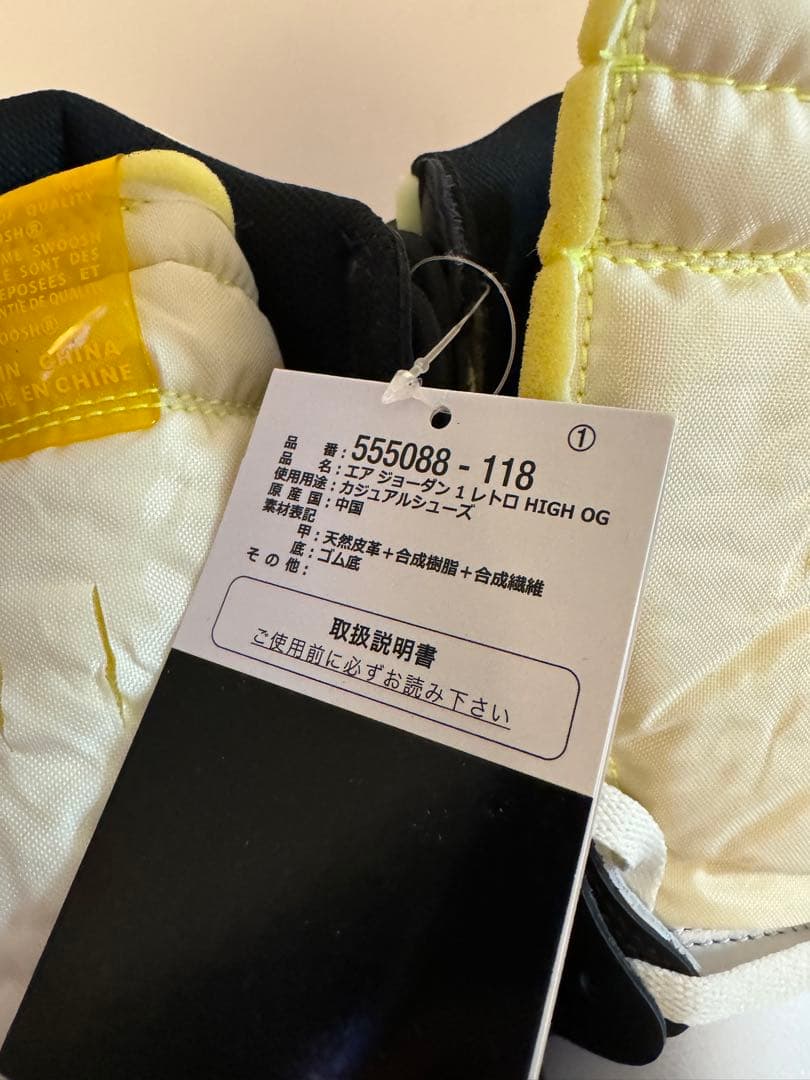 QUALITY
ME SWOOSH
LE SONT DES
ET
IN CHINA
EN CHINE
①
品番:555088-118
品名:エア ジョーダン 1 レトロ HIGH OG
使用用途:カジュアルシューズ
原産国:中国
素材表記
甲:天然皮革+合成樹脂+合成繊維
底:ゴム底
その他:
取扱説明書
ご使用前に必ずお読み下さい